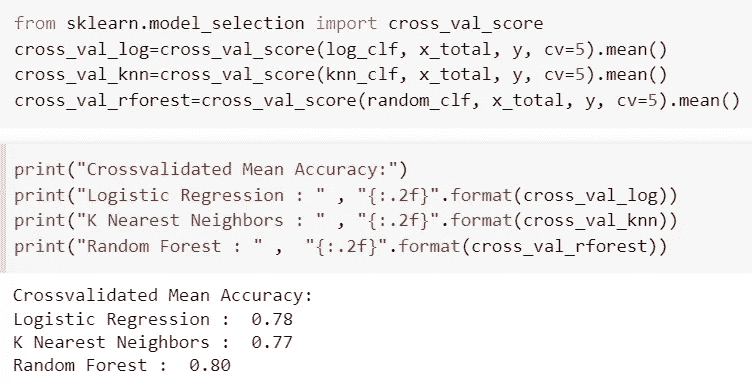 from sklearn.model_selection import cross_val_score
cross_val_log=cross_val_score(log_clf, x_total, y, cv=5).mean()
cross_val_knn=cross_val_score(knn_clf, x_total, y, cv=5).mean()
cross_val_rforest=cross_val_score(random_clf, x_total, y, cv=5).mean()
print("Crossvalidated Mean Accuracy:")
print("Logistic Regression : " , "{:.2f}".format(cross_val_log))
print("K Nearest Neighbors : " , "{:.2f}".format(cross_val_knn))
print("Random Forest : " ,  "{:.2f}".format(cross_val_rforest))
Crossvalidated Mean Accuracy:
Logistic Regression :  0.78
K Nearest Neighbors :  0.77
Random Forest :  0.80